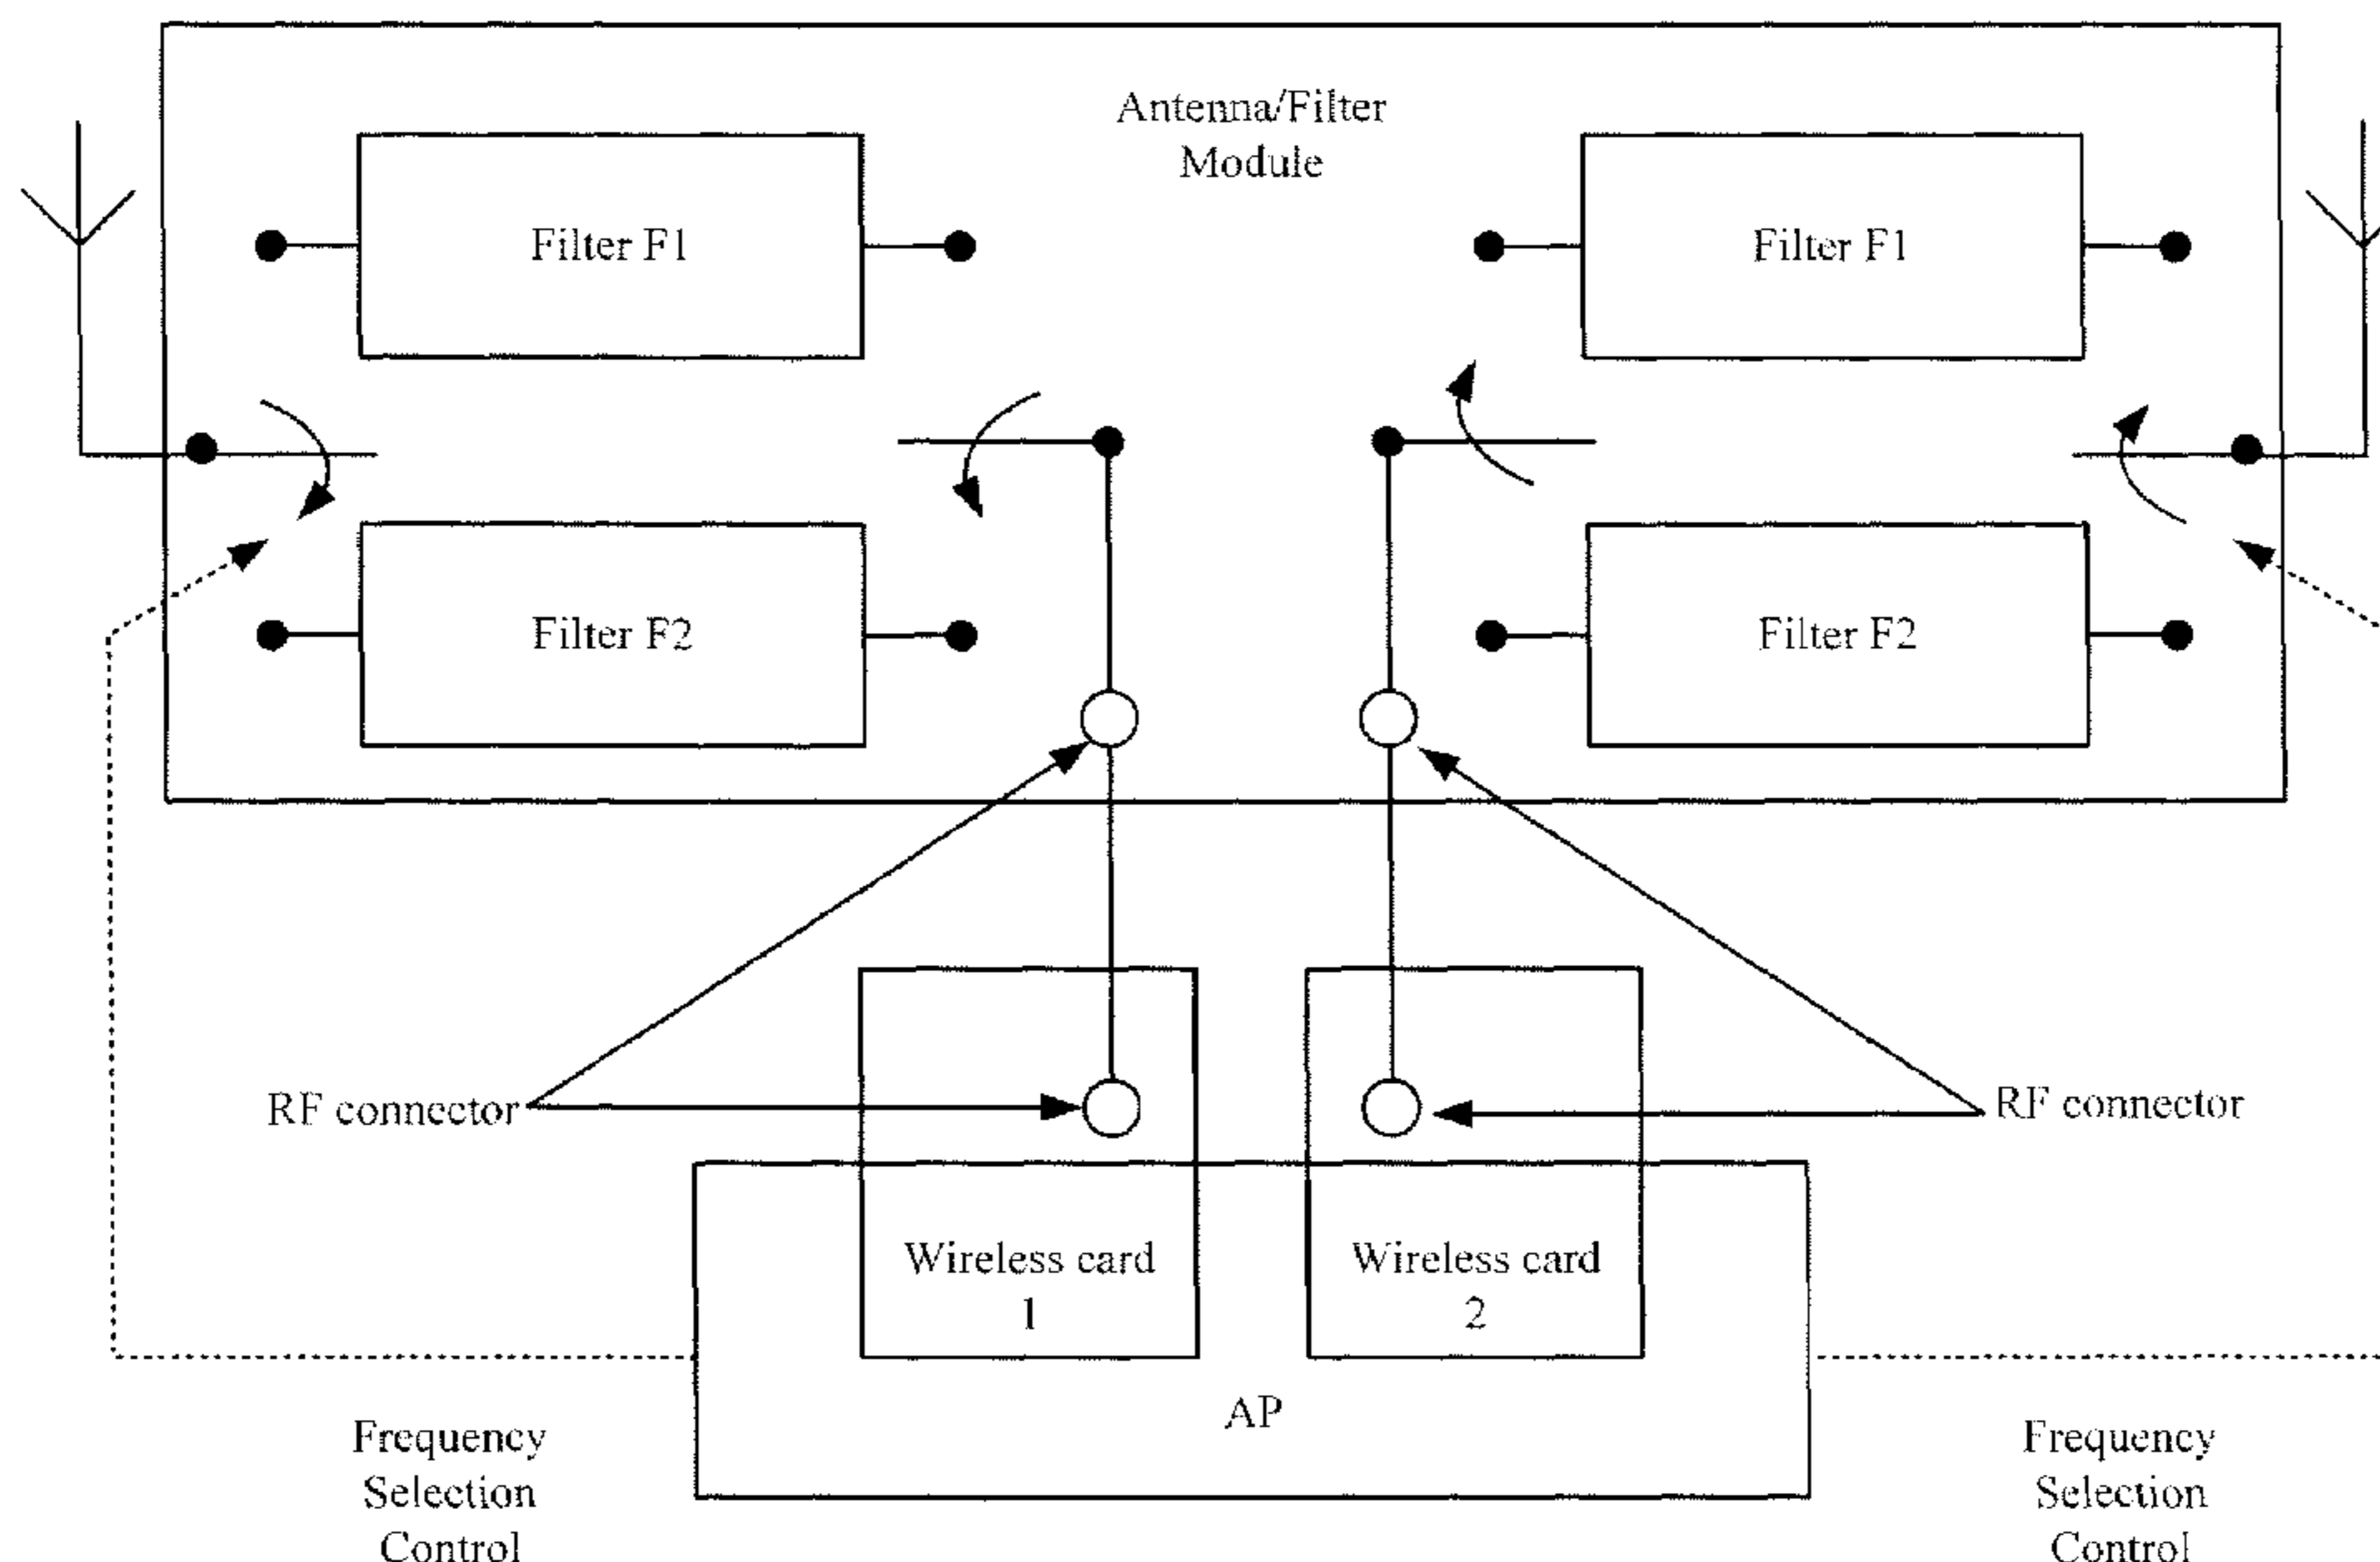 Antenna/Filter
Module
Filter F1
Filter F1
Filter F2
Filter F2
RF connector
RF connector
Wireless card
1
Wireless card
2
AP
Frequency
Selection
Control
Frequency
Selection
Control